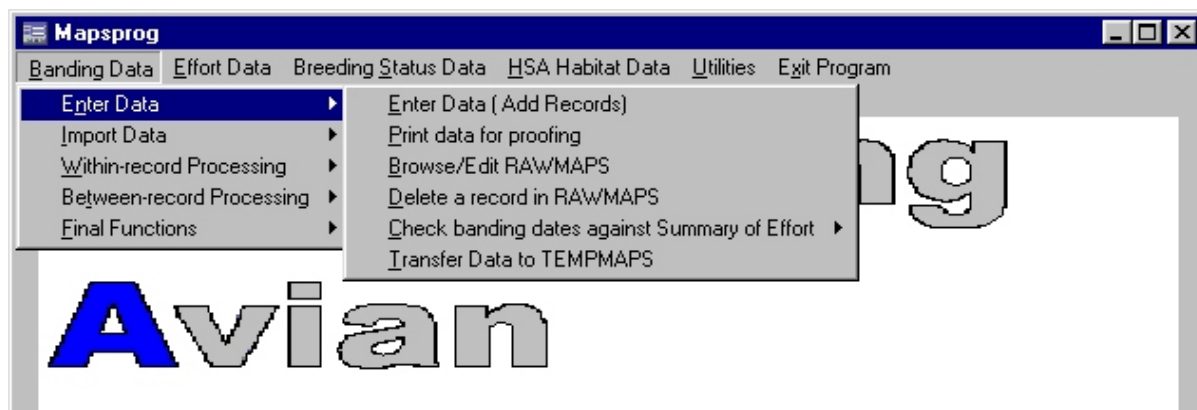 Mapsprog
Banding Data Effort Data Breeding Status Data HSA Habitat Data Utilities Exit Program
Enter Data
Import Data
Within-record Processing
Between-record Processing
Final Functions
Enter Data ( Add Records)
Print data for proofing
Browse/Edit RAWMAPS
Delete a record in RAWMAPS
Check banding dates against Summary of Effort
Transfer Data to TEMPMAPS
ng
Avian